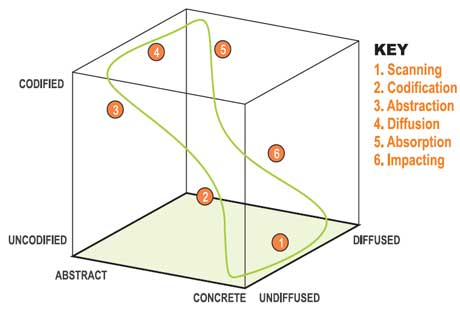 CODIFIED
UNCODIFIED
ABSTRACT
CONCRETE
UNDIFFUSED
DIFFUSED
4
5
3
6
2
1
KEY
1. Scanning
2. Codification
3. Abstraction
4. Diffusion
5. Absorption
6. Impacting